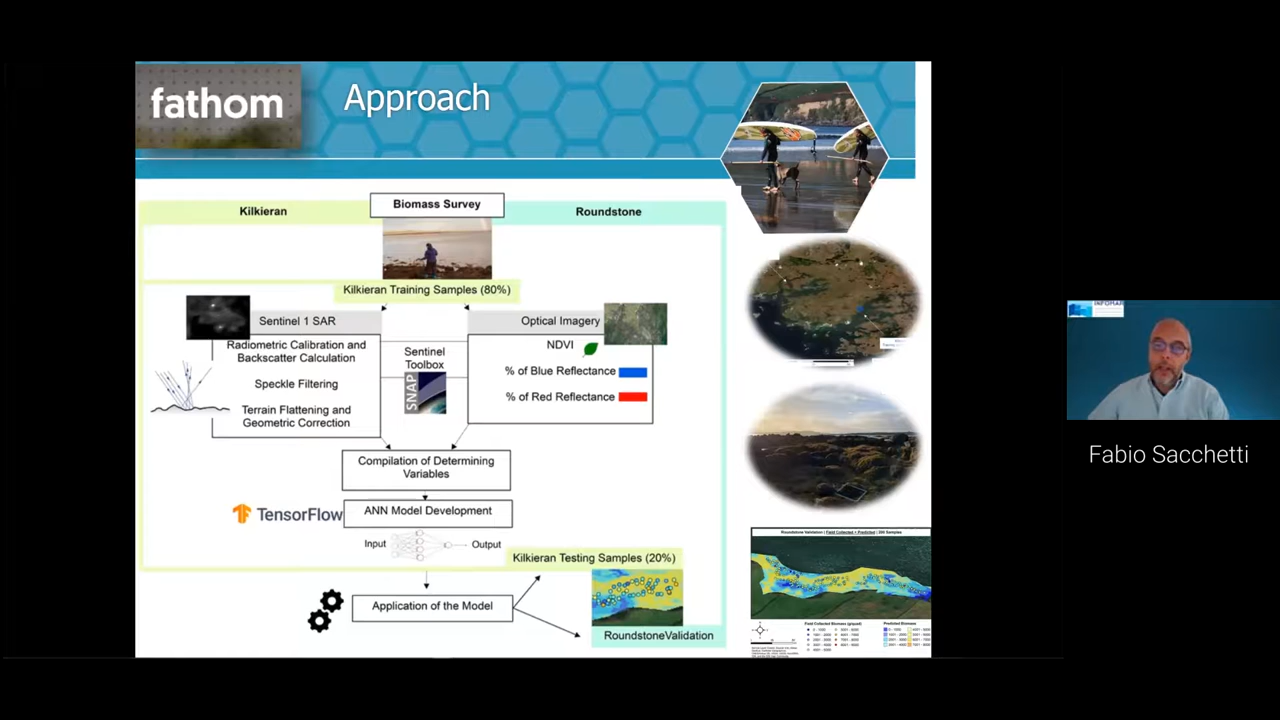 fathom
Approach
Kilkieran
Biomass Survey
Roundstone
Kilkieran Training Samples (80%)
Sentinel 1 SAR
Optical Imagery
Radiometric Calibration and
Backscatter Calculation
Speckle Filtering
Terrain Flattening and
Geometric Correction
Sentinel
Toolbox
SNAP
NDVI
% of Blue Reflectance
% of Red Reflectance
Compilation of Determining
Variables
TensorFlow
ANN Model Development
Input
Output
Kilkieran Testing Samples (20%)
Application of the Model
RoundstoneValidation
INFOMAR
Fabio Sacchetti